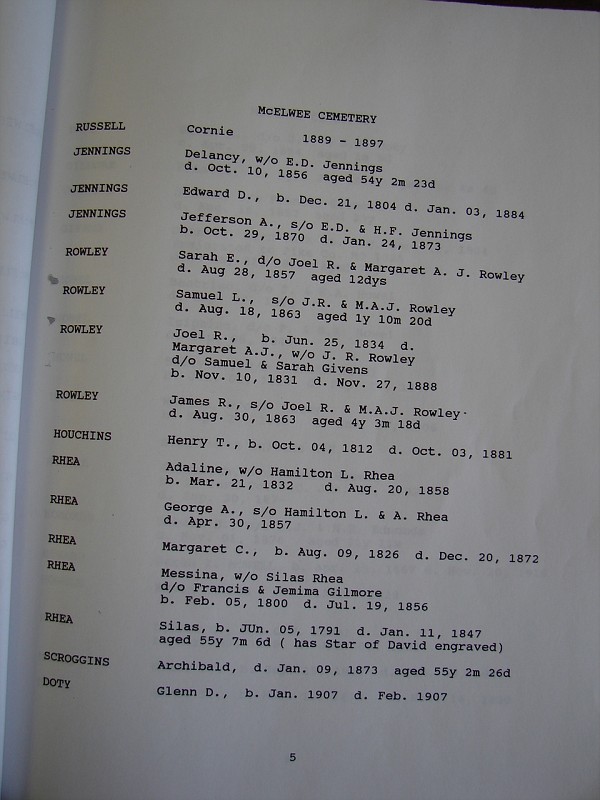 McELWEE CEMETERY
RUSSELL Cornie 1889 - 1897
JENNINGS Delancy, w/o E.D. Jennings
d. Oct. 10, 1856 aged 54y 2m 23d
JENNINGS Edward D., b. Dec. 21, 1804 d. Jan. 03, 1884
JENNINGS Jefferson A., s/o E.D. & H.F. Jennings
b. Oct. 29, 1870 d. Jan. 24, 1873
ROWLEY Sarah E., d/o Joel R. & Margaret A. J. Rowley
d. Aug 28, 1857 aged 12dys
ROWLEY Samuel L., s/o J.R. & M.A.J. Rowley
d. Aug. 18, 1863 aged 1y 10m 20d
ROWLEY Joel R., b. Jun. 25, 1834 d.
Margaret A.J., w/o J. R. Rowley
d/o Samuel & Sarah Givens
b. Nov. 10, 1831 d. Nov. 27, 1888
ROWLEY James R., s/o Joel R. & M.A.J. Rowley
d. Aug. 30, 1863 aged 4y 3m 18d
HOUCHINS Henry T., b. Oct. 04, 1812 d. Oct. 03, 1881
RHEA Adaline, w/o Hamilton L. Rhea
b. Mar. 21, 1832 d. Aug. 20, 1858
RHEA George A., s/o Hamilton L. & A. Rhea
d. Apr. 30, 1857
RHEA Margaret C., b. Aug. 09, 1826 d. Dec. 20, 1872
RHEA Messina, w/o Silas Rhea
d/o Francis & Jemima Gilmore
b. Feb. 05, 1800 d. Jul. 19, 1856
RHEA Silas, b. JUn. 05, 1791 d. Jan. 11, 1847
aged 55y 7m 6d ( has Star of David engraved)
SCROGGINS Archibald, d. Jan. 09, 1873 aged 55y 2m 26d
DOTY Glenn D., b. Jan. 1907 d. Feb. 1907
5